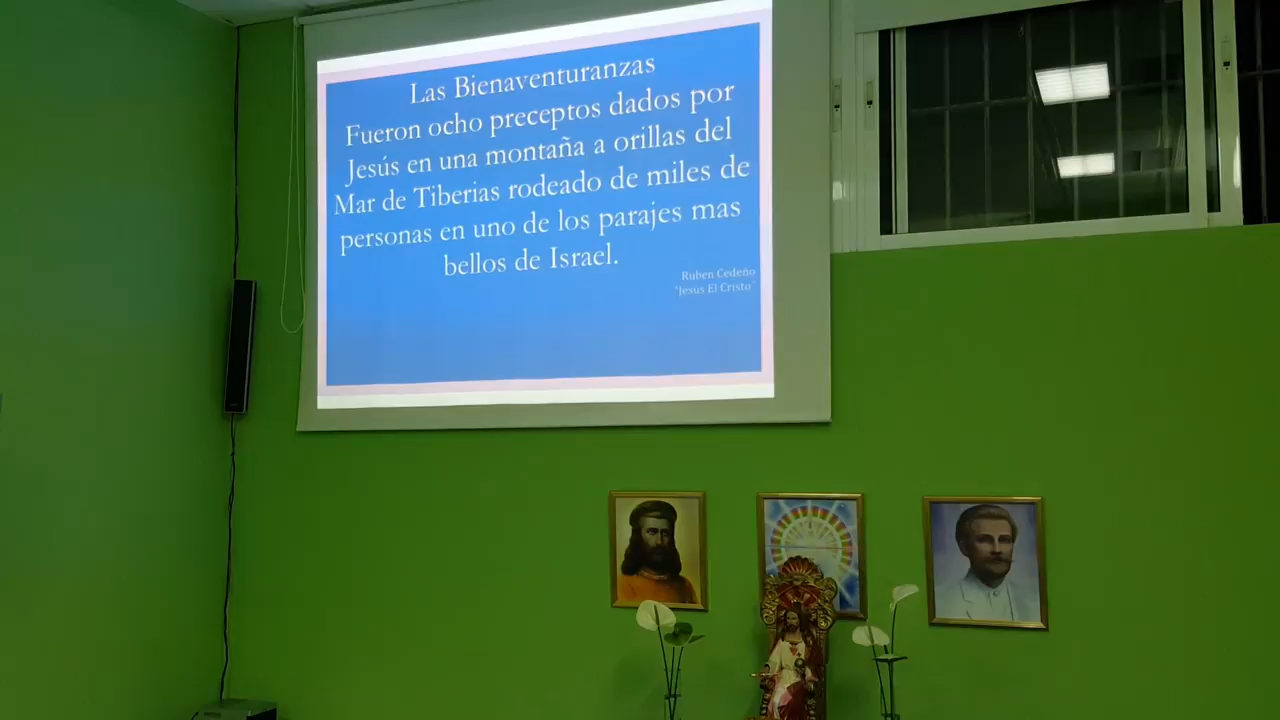 Las Bienaventuranzas
Fueron ocho preceptos dados por
Jesús en una montaña a orillas del
Mar de Tiberias rodeado de miles de
personas en uno de los parajes mas
bellos de Israel.
Ruben Cedeño
"Jesus El Cristo"